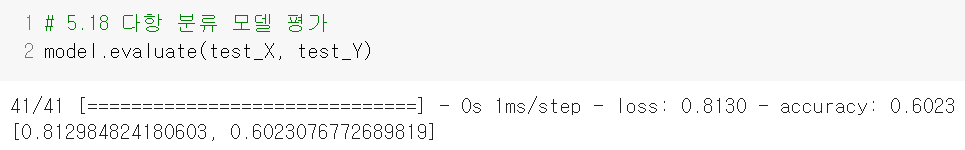 1 # 5.18 다항 분류 모델 평가
2 model.evaluate(test_X, test_Y)
41/41 [==============================] - 0s 1ms/step - loss: 0.8130 - accuracy: 0.6023
[0.812984824180603, 0.6023076772689819]